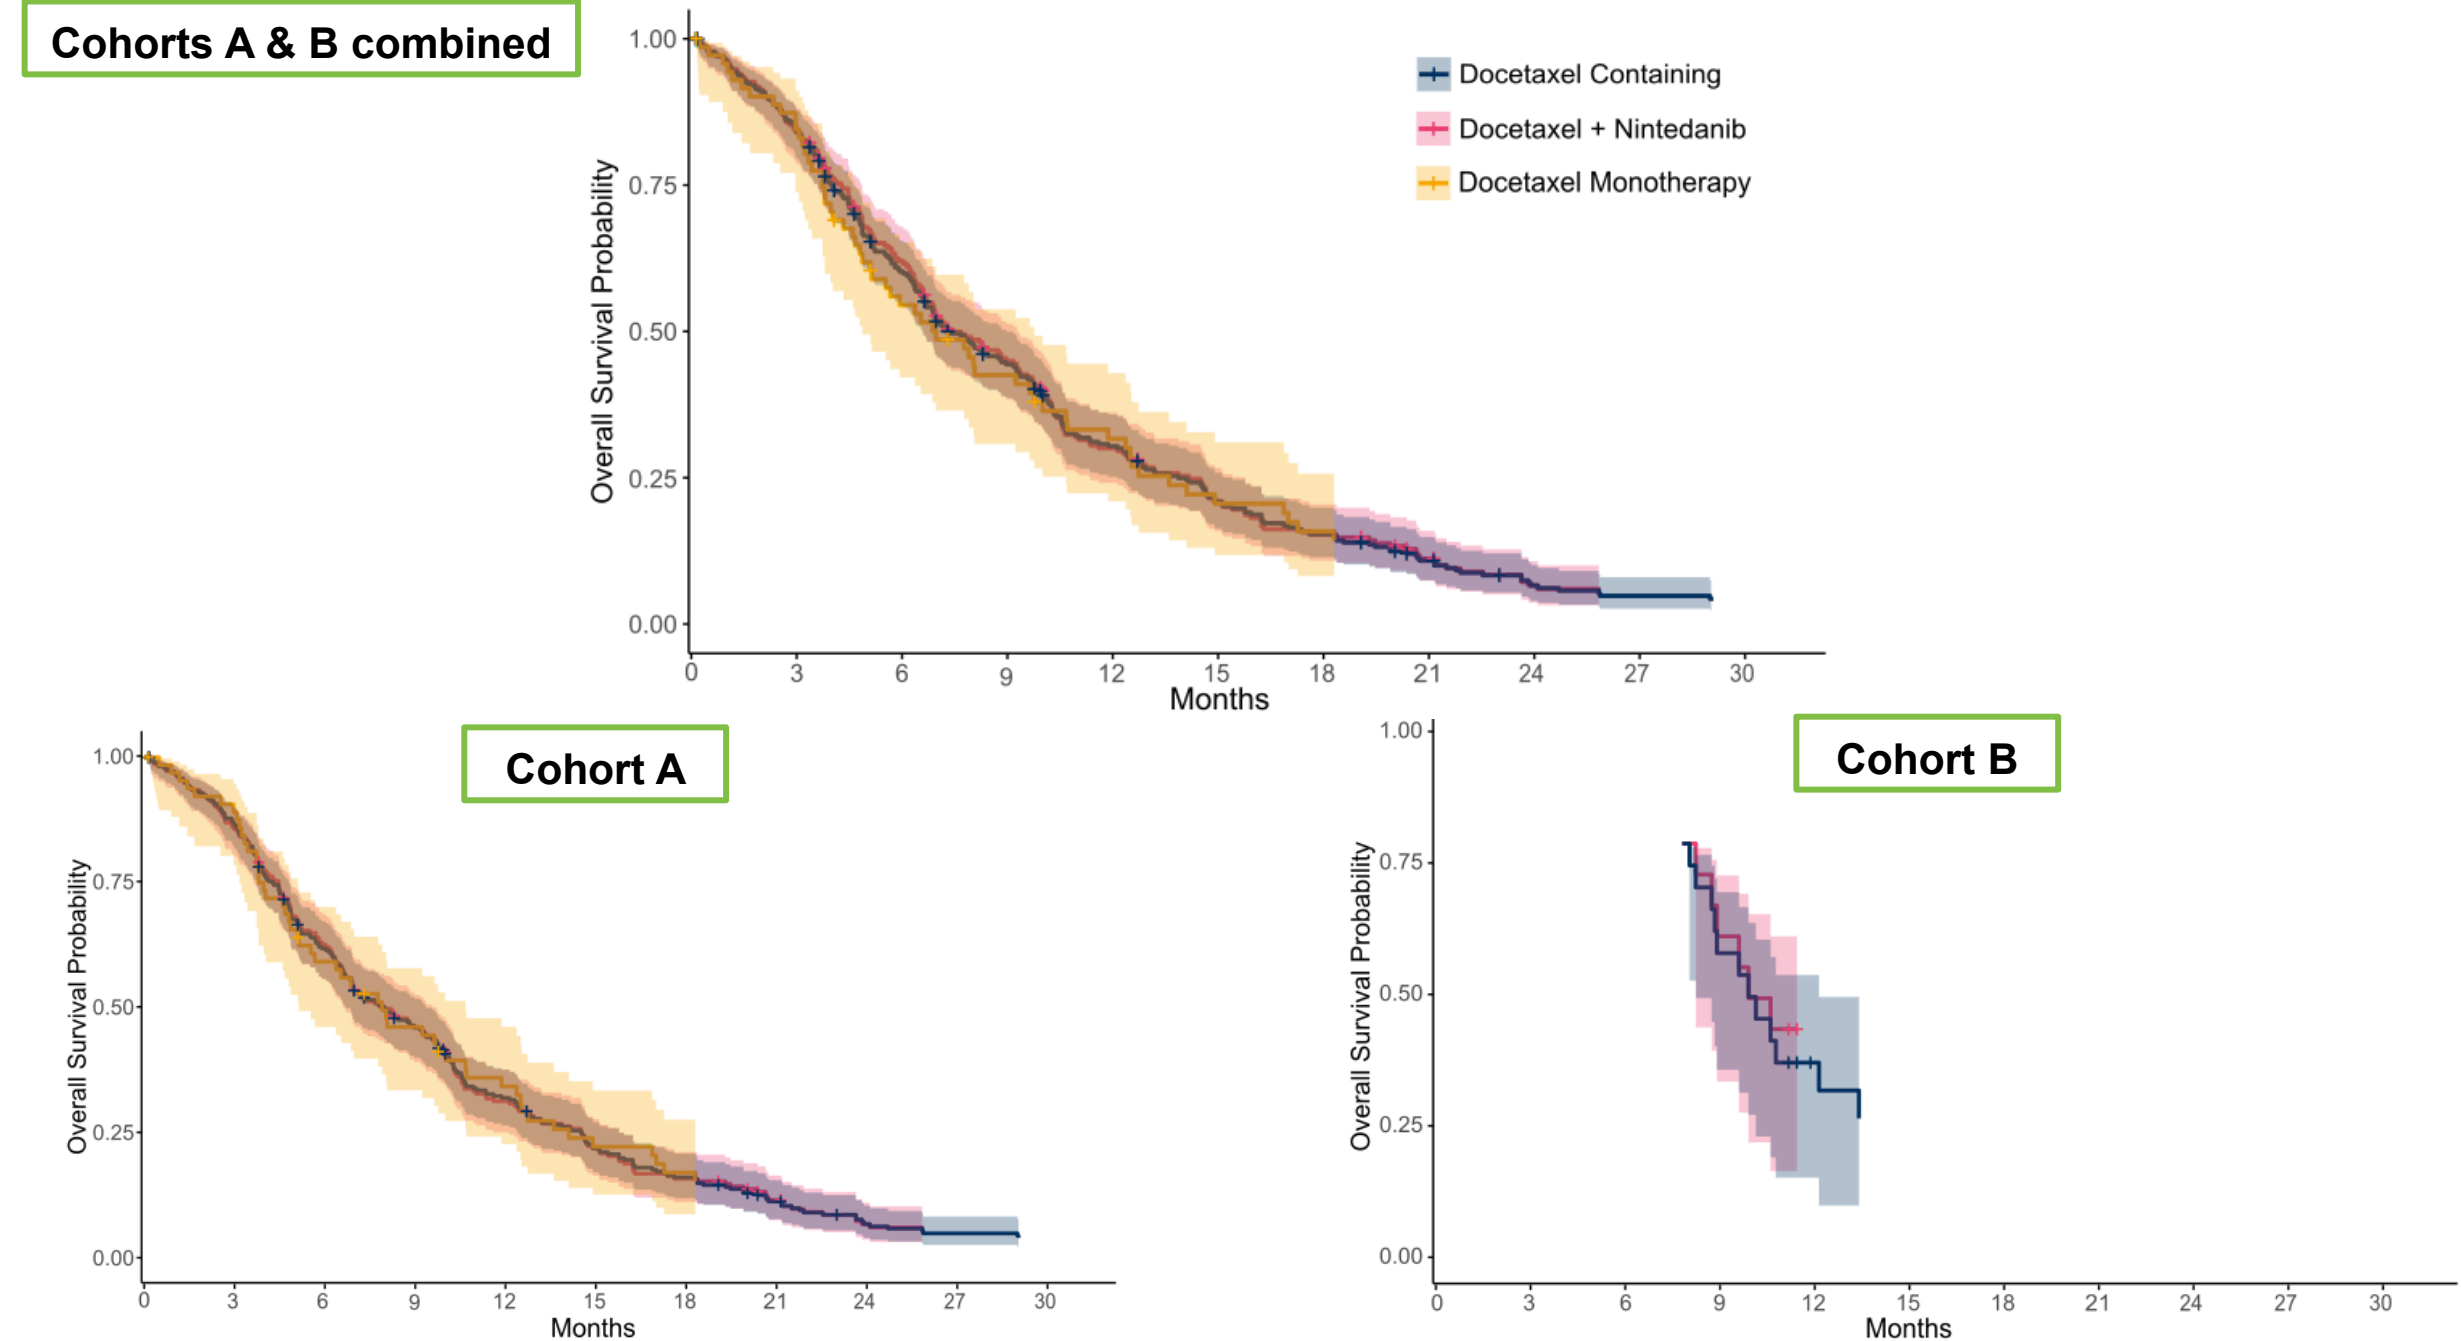 Cohorts A & B combined
Docetaxel Containing
Docetaxel + Nintedanib
Docetaxel Monotherapy
Overall Survival Probability
1.00
0.75
0.50
0.25
0.00
0 3 6 9 12 15 18 21 24 27 30
Months
Cohort A
Overall Survival Probability
1.00
0.75
0.50
0.25
0.00
0 3 6 9 12 15 18 21 24 27 30
Months
Cohort B
Overall Survival Probability
1.00
0.75
0.50
0.25
0.00
0 3 6 9 12 15 18 21 24 27 30
Months